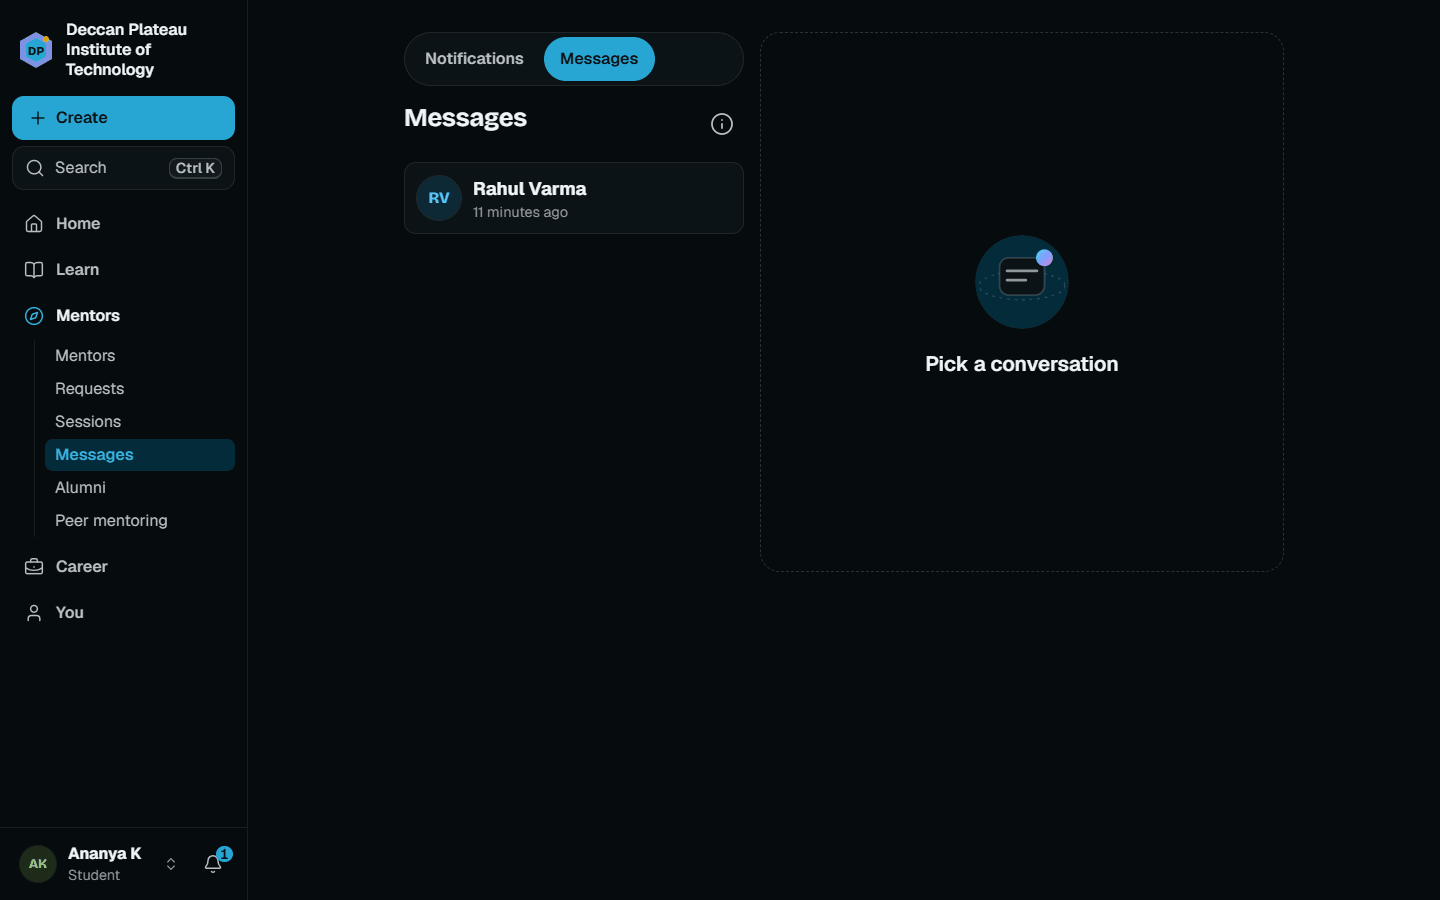 DP
Deccan Plateau
Institute of
Technology
Create
Search Ctrl K
Home
Learn
Mentors
Mentors
Requests
Sessions
Messages
Alumni
Peer mentoring
Career
You
AK
Ananya K
Student
1
Notifications Messages
Messages
RV
Rahul Varma
11 minutes ago
Pick a conversation